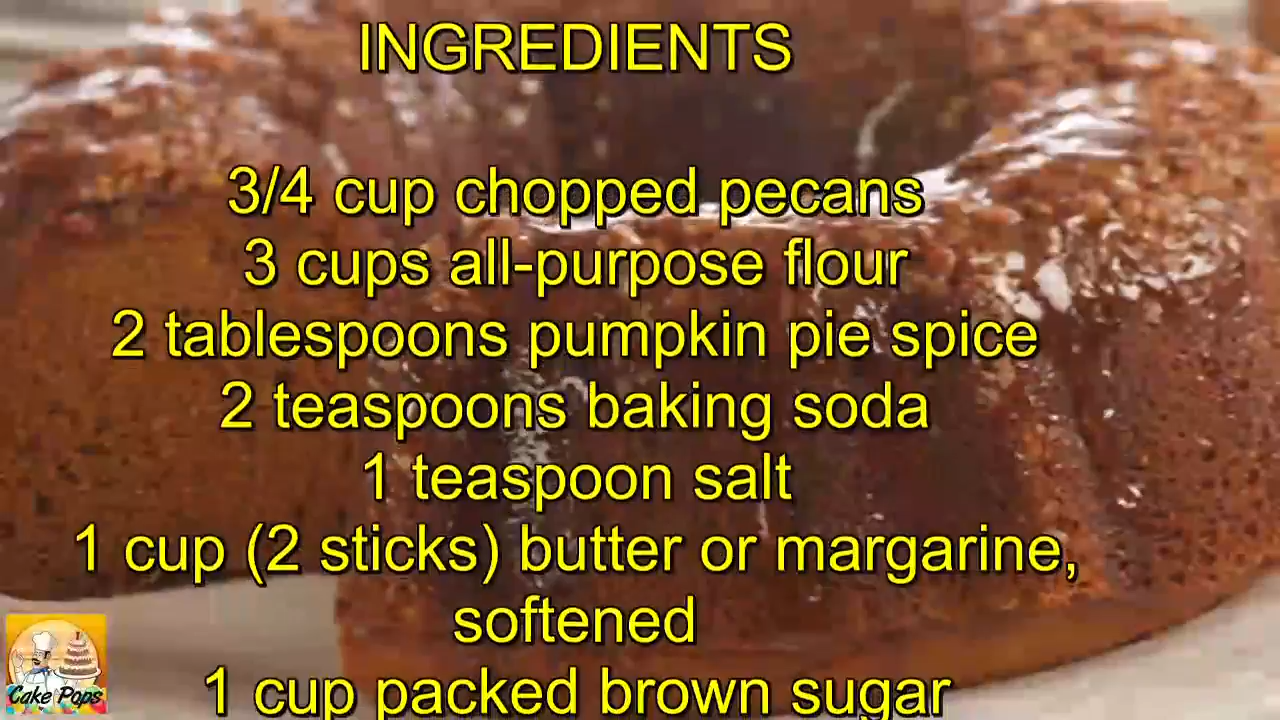 INGREDIENTS
3/4 cup chopped pecans
3 cups all-purpose flour
2 tablespoons pumpkin pie spice
2 teaspoons baking soda
1 teaspoon salt
1 cup (2 sticks) butter or margarine,
softened
1 cup packed brown sugar
Cake Pops